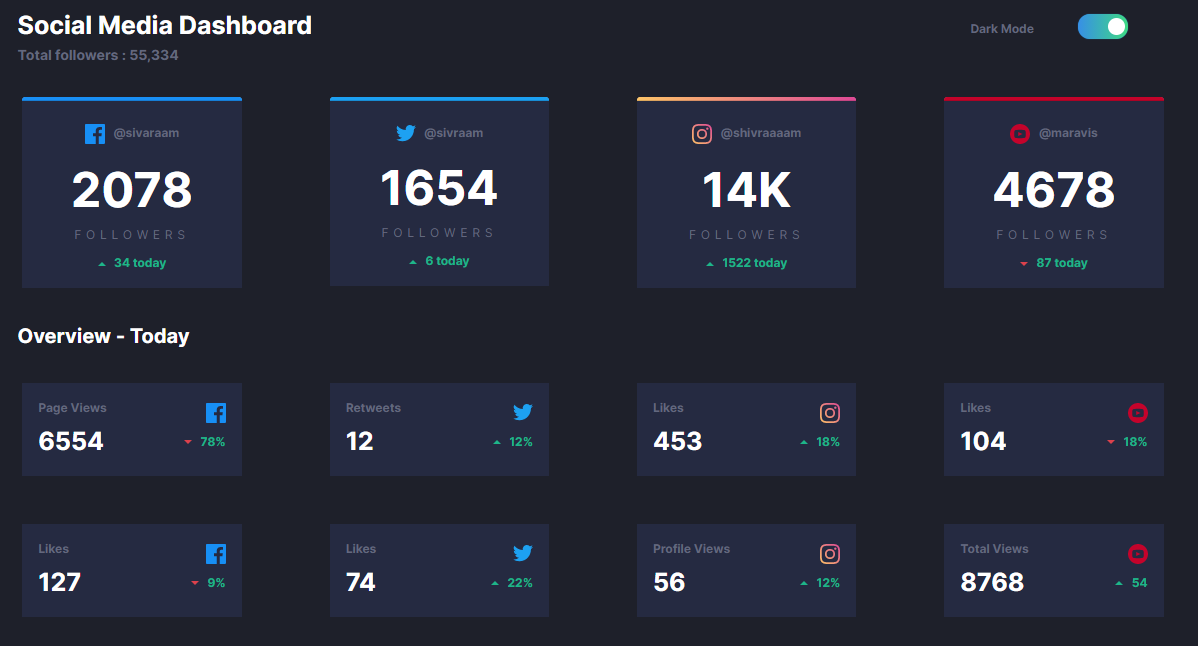 Social Media Dashboard
Dark Mode
Total followers : 55,334
@sivaraam
2078
FOLLOWERS
34 today
@sivraam
1654
FOLLOWERS
6 today
@shivraaaam
14K
FOLLOWERS
1522 today
@maravis
4678
FOLLOWERS
87 today
Overview - Today
Page Views
6554 78%
Retweets
12 12%
Likes
453 18%
Likes
104 18%
Likes
127 9%
Likes
74 22%
Profile Views
56 12%
Total Views
8768 54